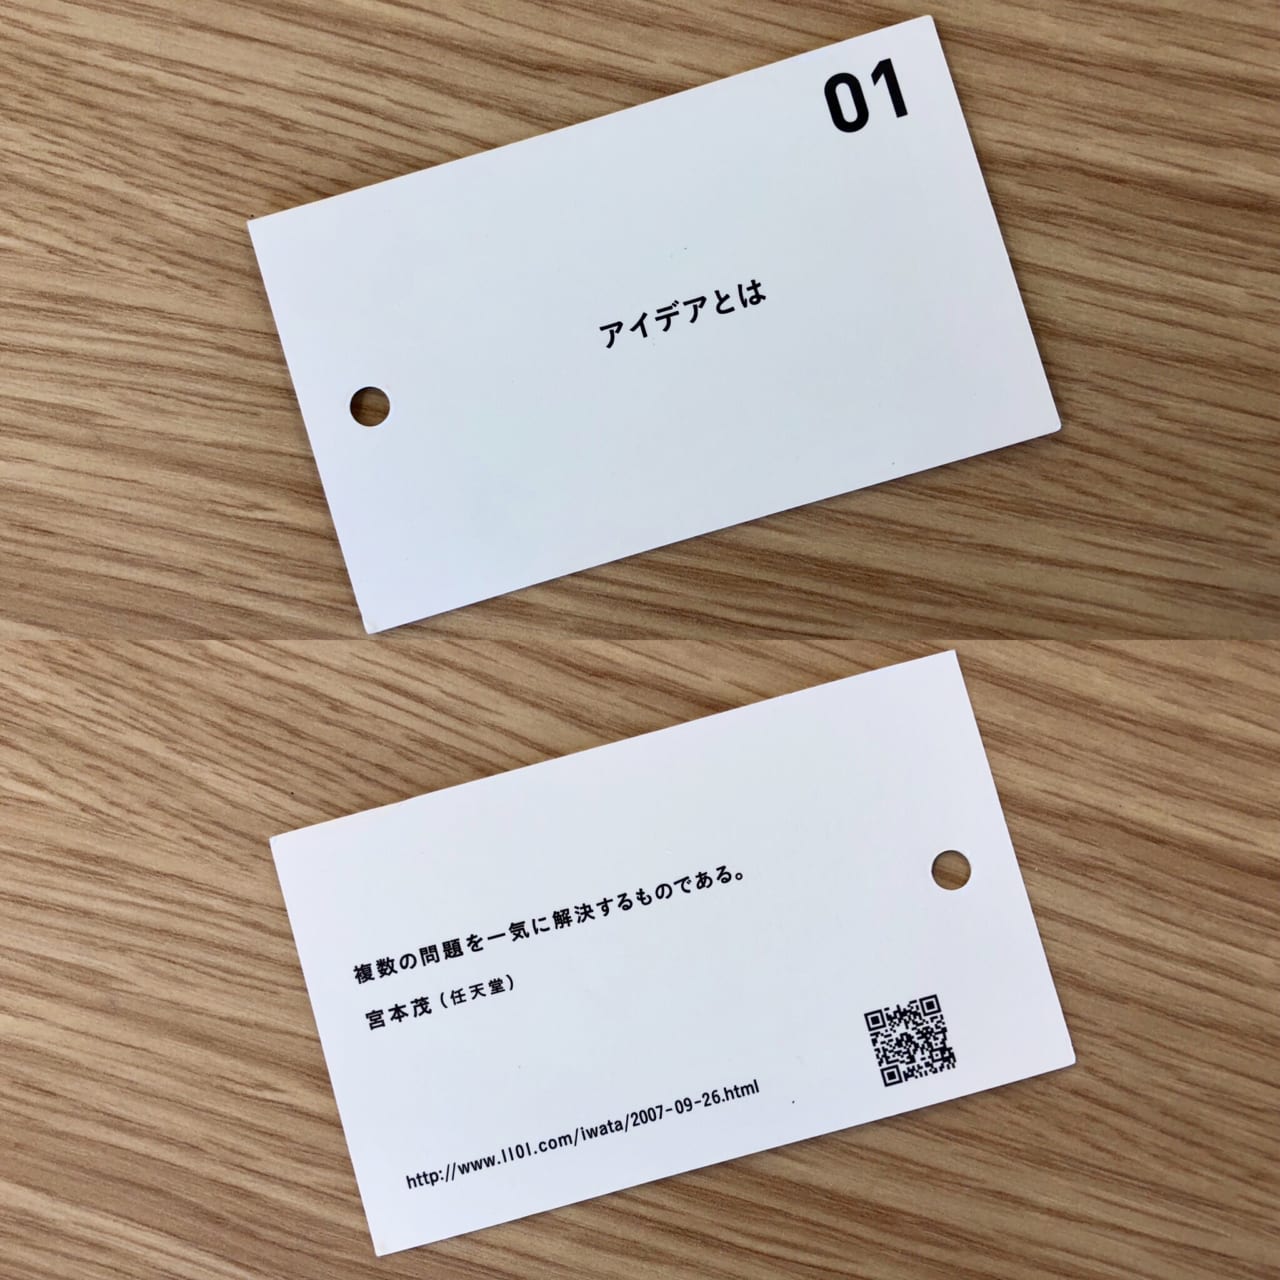 01
アイデアとは
複数の問題を一気に解決するものである。
宮本茂（任天堂）
http://www.1101.com/iwata/2007-09-26.html